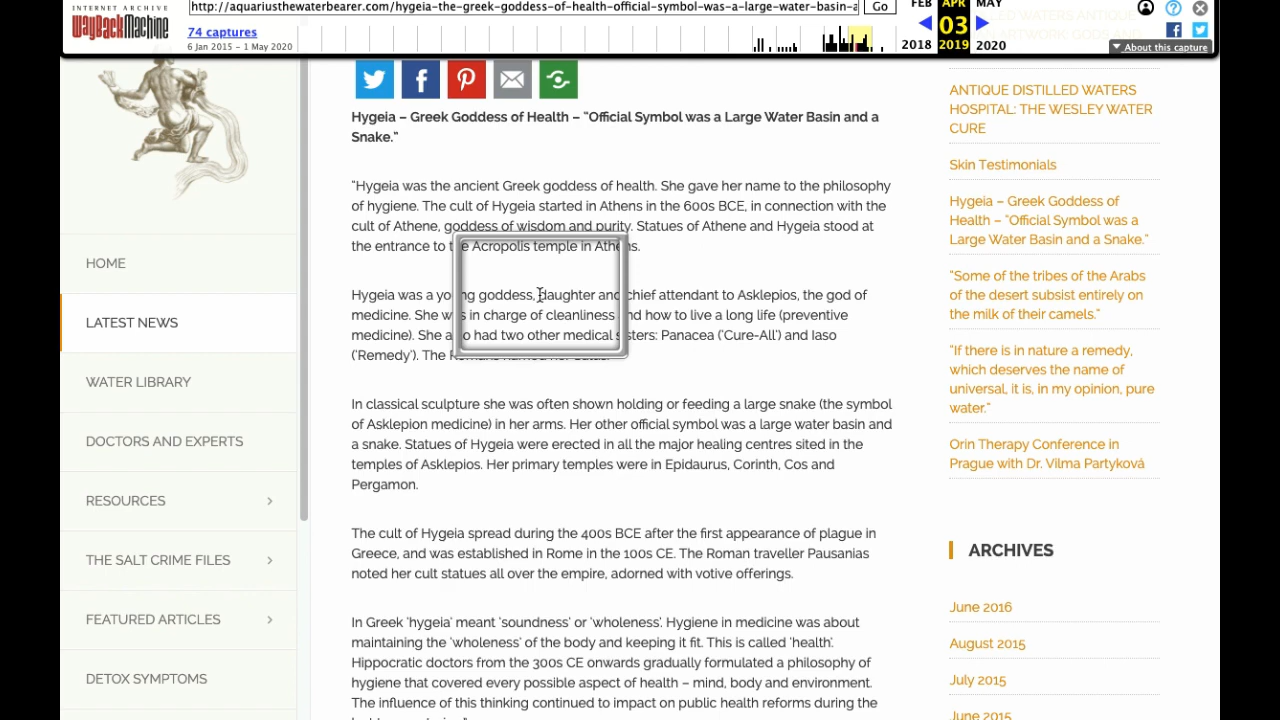 INTERNET ARCHIVE
WayBackMachine
http://aquariusthewaterbearer.com/hygeia-the-greek-goddess-of-health-official-symbol-was-a-large-water-basin-a
Go
74 captures
6 Jan 2015 – 1 May 2020
FEB APR MAY
03
2018 2019 2020
About this capture
HOME
LATEST NEWS
WATER LIBRARY
DOCTORS AND EXPERTS
RESOURCES
THE SALT CRIME FILES
FEATURED ARTICLES
DETOX SYMPTOMS
Hygeia – Greek Goddess of Health – “Official Symbol was a Large Water Basin and a
Snake.”
“Hygeia was the ancient Greek goddess of health. She gave her name to the philosophy
of hygiene. The cult of Hygeia started in Athens in the 600s BCE, in connection with the
cult of Athene, goddess of wisdom and purity. Statues of Athene and Hygeia stood at
the entrance to the Acropolis temple in Athens.
Hygeia was a young goddess, daughter and chief attendant to Asklepios, the god of
medicine. She was in charge of cleanliness and how to live a long life (preventive
medicine). She also had two other medical sisters: Panacea (‘Cure-All’) and Iaso
(‘Remedy’). The Romans named her
In classical sculpture she was often shown holding or feeding a large snake (the symbol
of Asklepion medicine) in her arms. Her other official symbol was a large water basin and
a snake. Statues of Hygeia were erected in all the major healing centres sited in the
temples of Asklepios. Her primary temples were in Epidaurus, Corinth, Cos and
Pergamon.
The cult of Hygeia spread during the 400s BCE after the first appearance of plague in
Greece, and was established in Rome in the 100s CE. The Roman traveller Pausanias
noted her cult statues all over the empire, adorned with votive offerings.
In Greek ‘hygeia’ meant ‘soundness’ or ‘wholeness’. Hygiene in medicine was about
maintaining the ‘wholeness’ of the body and keeping it fit. This is called ‘health’.
Hippocratic doctors from the 300s CE onwards gradually formulated a philosophy of
hygiene that covered every possible aspect of health – mind, body and environment.
The influence of this thinking continued to impact on public health reforms during the
ANTIQUE DISTILLED WATERS
HOSPITAL: THE WESLEY WATER
CURE
Skin Testimonials
Hygeia – Greek Goddess of
Health – “Official Symbol was a
Large Water Basin and a Snake.”
“Some of the tribes of the Arabs
of the desert subsist entirely on
the milk of their camels.”
“If there is in nature a remedy,
which deserves the name of
universal, it is, in my opinion, pure
water.”
Orin Therapy Conference in
Prague with Dr. Vilma Partyková
ARCHIVES
June 2016
August 2015
July 2015
June 2015